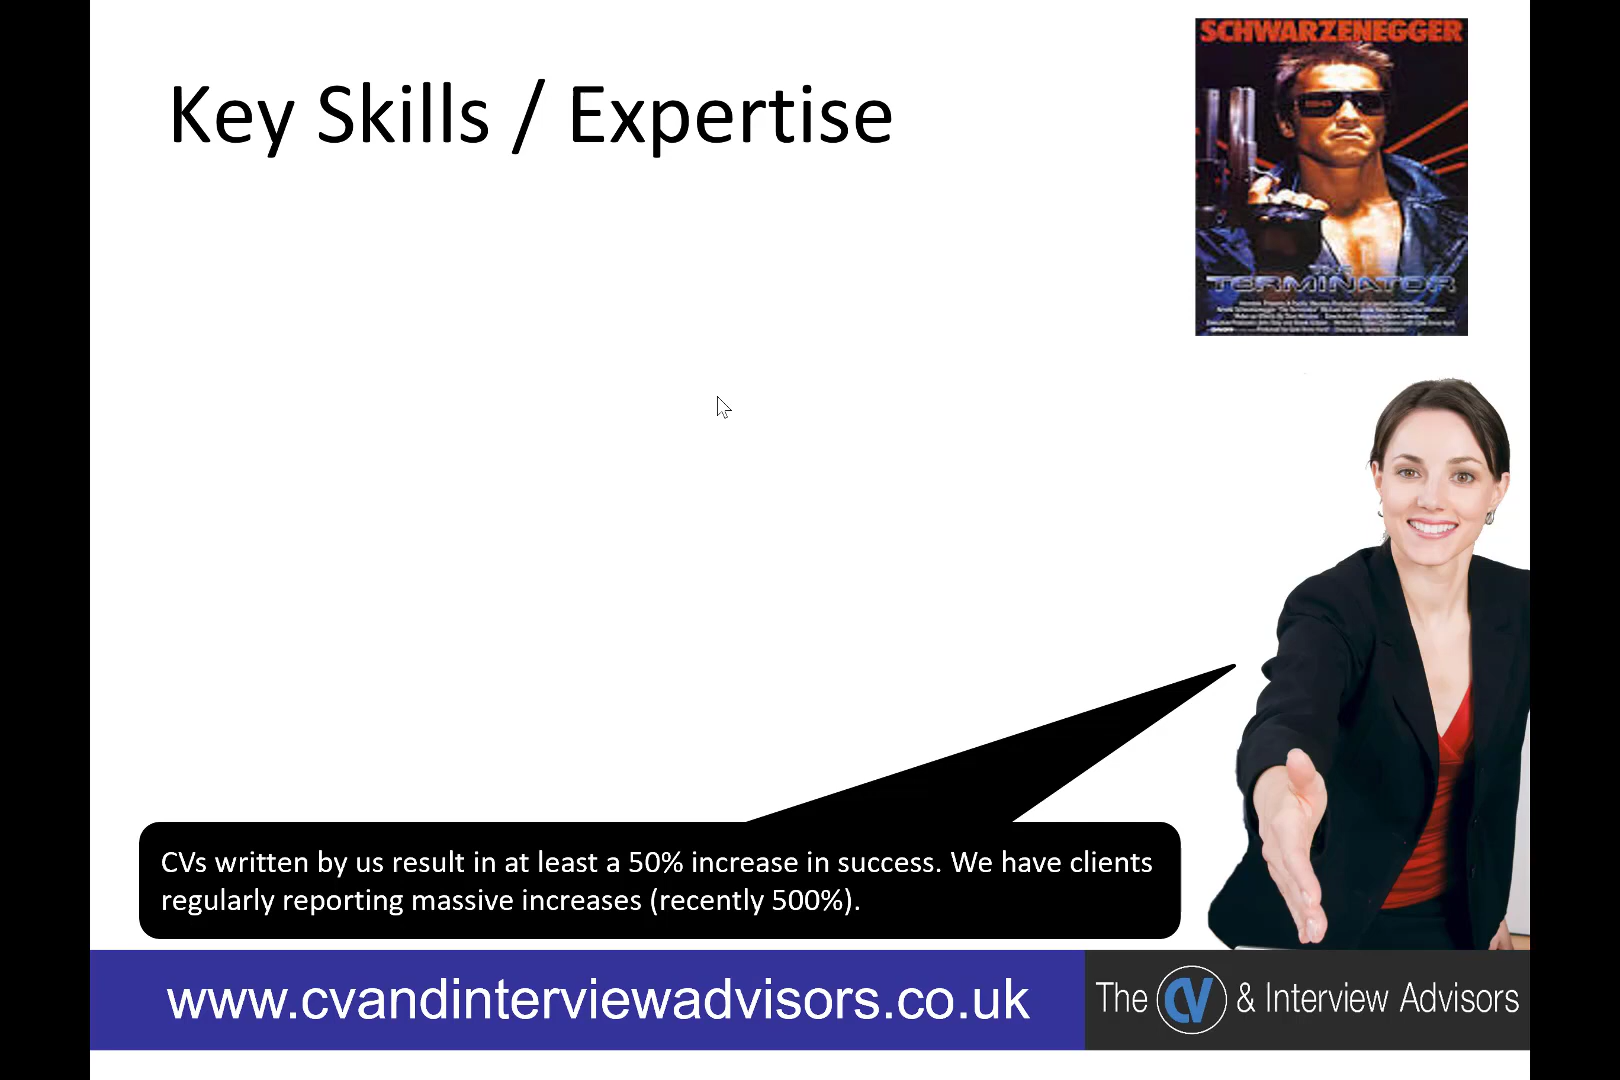 SCHWARZENEGGER
Key Skills / Expertise
THE
TERMINATOR
CVs written by us result in at least a 50% increase in success. We have clients
regularly reporting massive increases (recently 500%).
www.cvandinterviewadvisors.co.uk
The CV & Interview Advisors